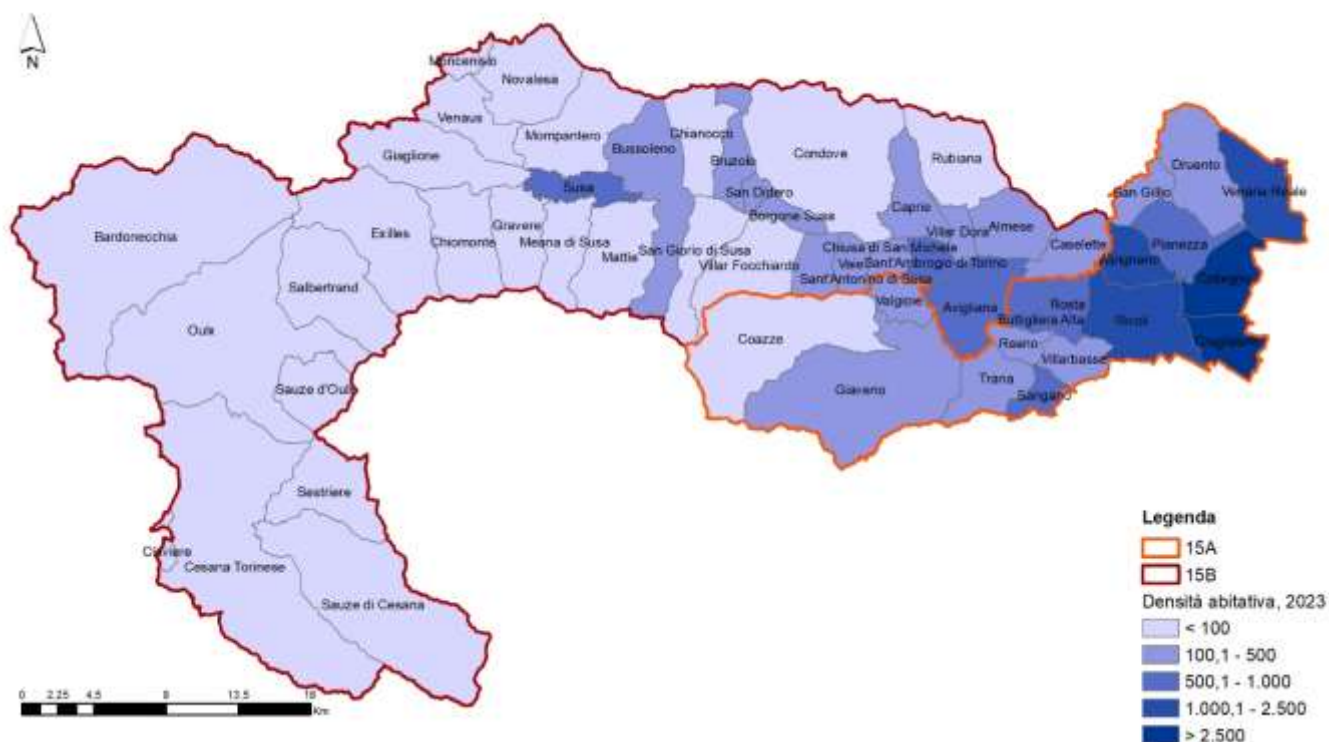 N
Moncenisio
Novalesa
Venaus
Mompantero
Giaglione
Bussoleno
Chianocco
Bruzolo
Condove
Rubiana
Druento
San Gillio
Venaria Reale
Susa
San Didero
Caprie
Borgone Susa
Villar Dora
Almese
Caselette
Pianezza
Alpignano
Collegno
Bardonecchia
Exilles
Chiomonte
Gravere
Meana di Susa
Mattie
San Giorio di Susa
Villar Focchiardo
Chiusa di San Michele
Vaie
Sant'Ambrogio di Torino
Sant'Antonino di Susa
Salbertrand
Oulx
Valgioie
Avigliana
Rosta
Buttigliera Alta
Rivoli
Grugliasco
Coazze
Reano
Villarbasse
Sauze d'Oulx
Giaveno
Trana
Sangano
Sestriere
Claviere
Cesana Torinese
Sauze di Cesana
Legenda
15A
15B
Densità abitativa, 2023
< 100
100,1 - 500
500,1 - 1.000
1.000,1 - 2.500
> 2.500
0 2.25 4.5 9 13.5 18
Km